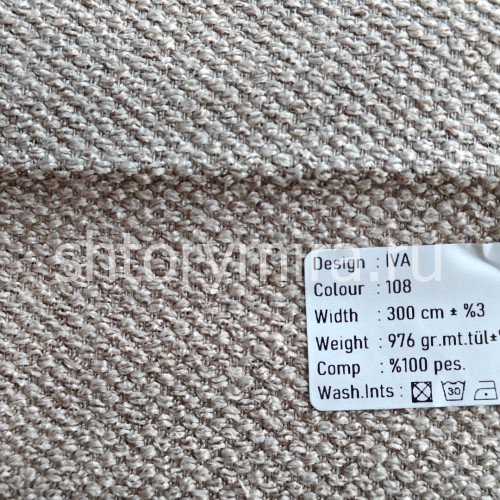 shtorymira.ru
Design : IVA
Colour : 108
Width : 300 cm ± %3
Weight : 976 gr.mt.tül±
Comp : %100 pes.
Wash.Ints :
30